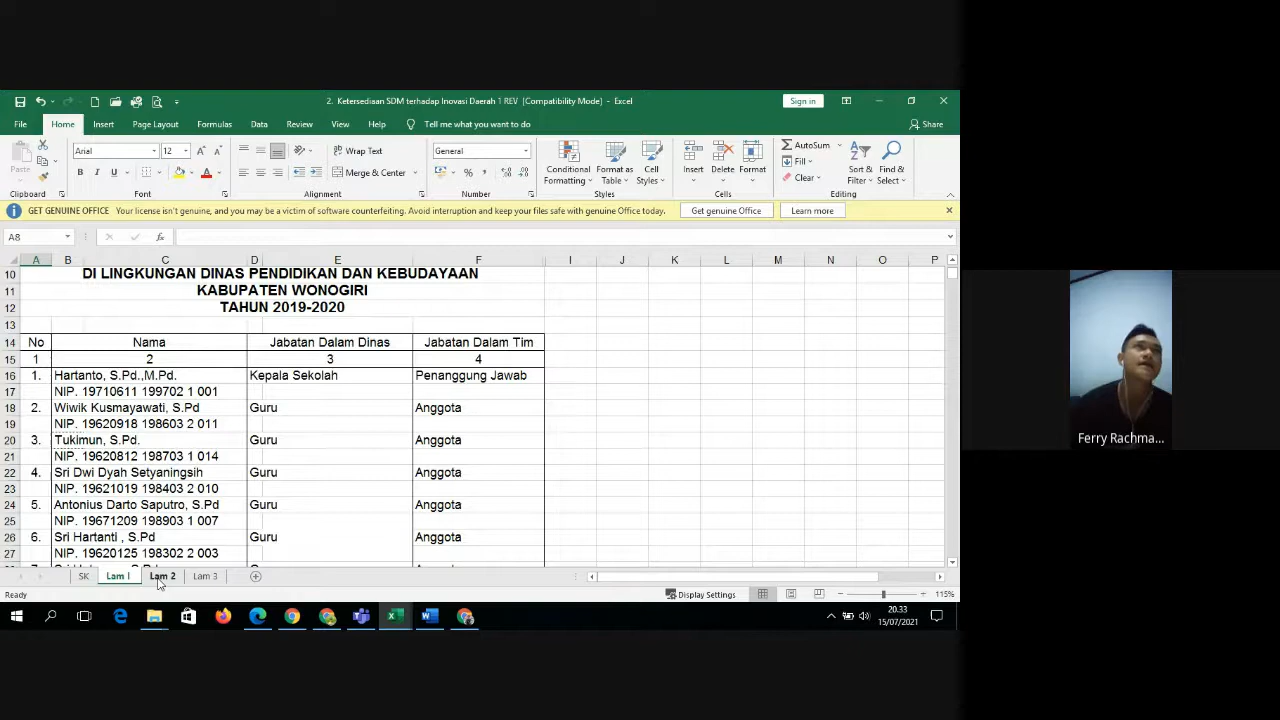 2. Ketersediaan SDM terhadap Inovasi Daerah 1 REV [Compatibility Mode] - Excel
Sign in
File Home Insert Page Layout Formulas Data Review View Help Tell me what you want to do Share
Paste
Arial 12
Wrap Text
Merge & Center
General
Conditional Formatting
Format as Table
Cell Styles
Insert Delete Format
AutoSum
Fill
Clear
Sort & Filter
Find & Select
Clipboard Font Alignment Number Styles Cells Editing
GET GENUINE OFFICE Your license isn't genuine, and you may be a victim of software counterfeiting. Avoid interruption and keep your files safe with genuine Office today. Get genuine Office Learn more
A8
A B C D E F I J K L M N O P
10 DI LINGKUNGAN DINAS PENDIDIKAN DAN KEBUDAYAAN
11 KABUPATEN WONOGIRI
12 TAHUN 2019-2020
13
14 No Nama Jabatan Dalam Dinas Jabatan Dalam Tim
15 1 2 3 4
16 1. Hartanto, S.Pd.,M.Pd. Kepala Sekolah Penanggung Jawab
17 NIP. 19710611 199702 1 001
18 2. Wiwik Kusmayawati, S.Pd Guru Anggota
19 NIP. 19620918 198603 2 011
20 3. Tukimun, S.Pd. Guru Anggota
21 NIP. 19620812 198703 1 014
22 4. Sri Dwi Dyah Setyaningsih Guru Anggota
23 NIP. 19621019 198403 2 010
24 5. Antonius Darto Saputro, S.Pd Guru Anggota
25 NIP. 19671209 198903 1 007
26 6. Sri Hartanti , S.Pd Guru Anggota
27 NIP. 19620125 198302 2 003
SK Lam I Lam 2 Lam 3
Ready Display Settings 115%
20.33
15/07/2021
Ferry Rachma...